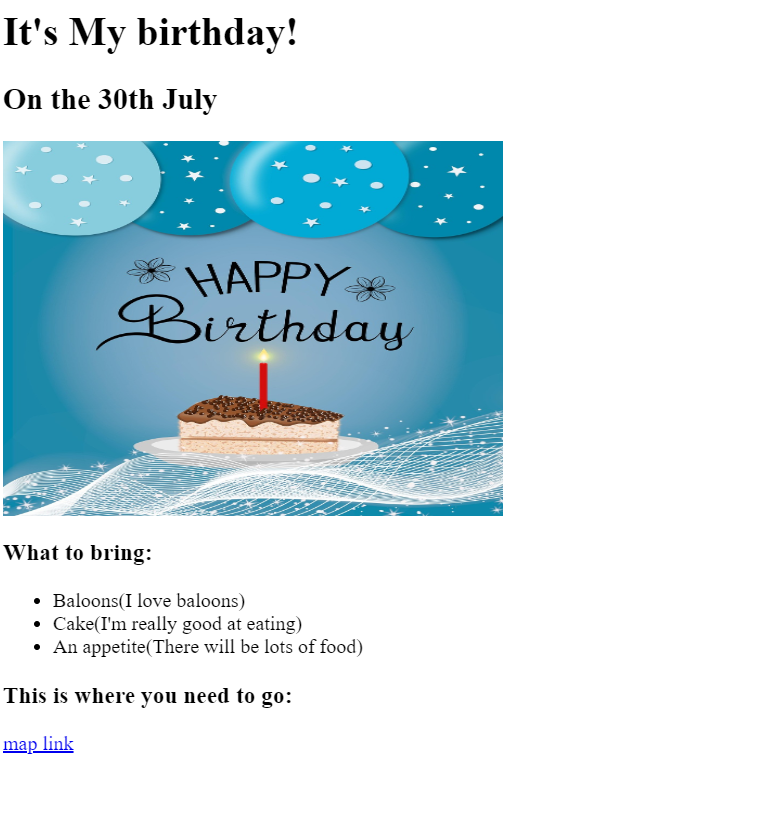 It's My birthday!
On the 30th July
HAPPY
Birthday
What to bring:
Baloons(I love baloons)
Cake(I'm really good at eating)
An appetite(There will be lots of food)
This is where you need to go:
map link